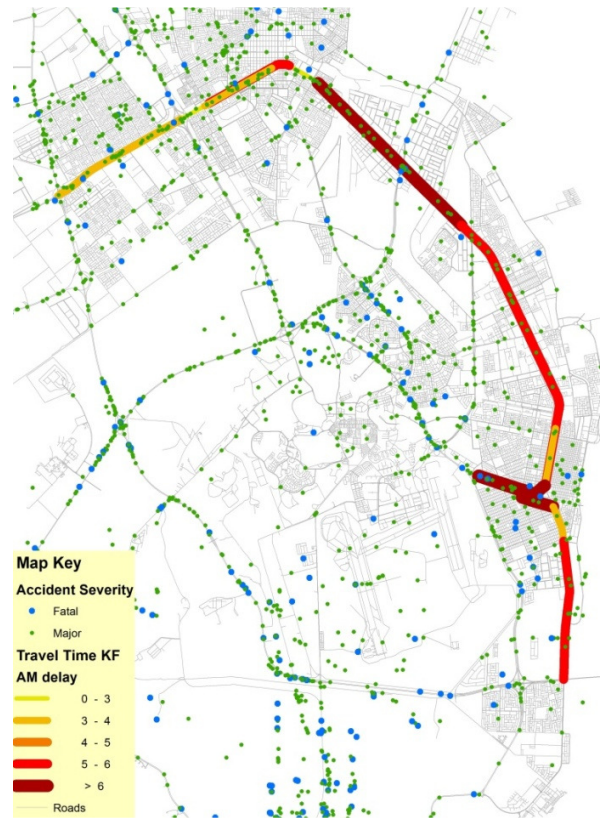 Map Key
Accident Severity
Fatal
Major
Travel Time KF
AM delay
0 - 3
3 - 4
4 - 5
5 - 6
> 6
Roads